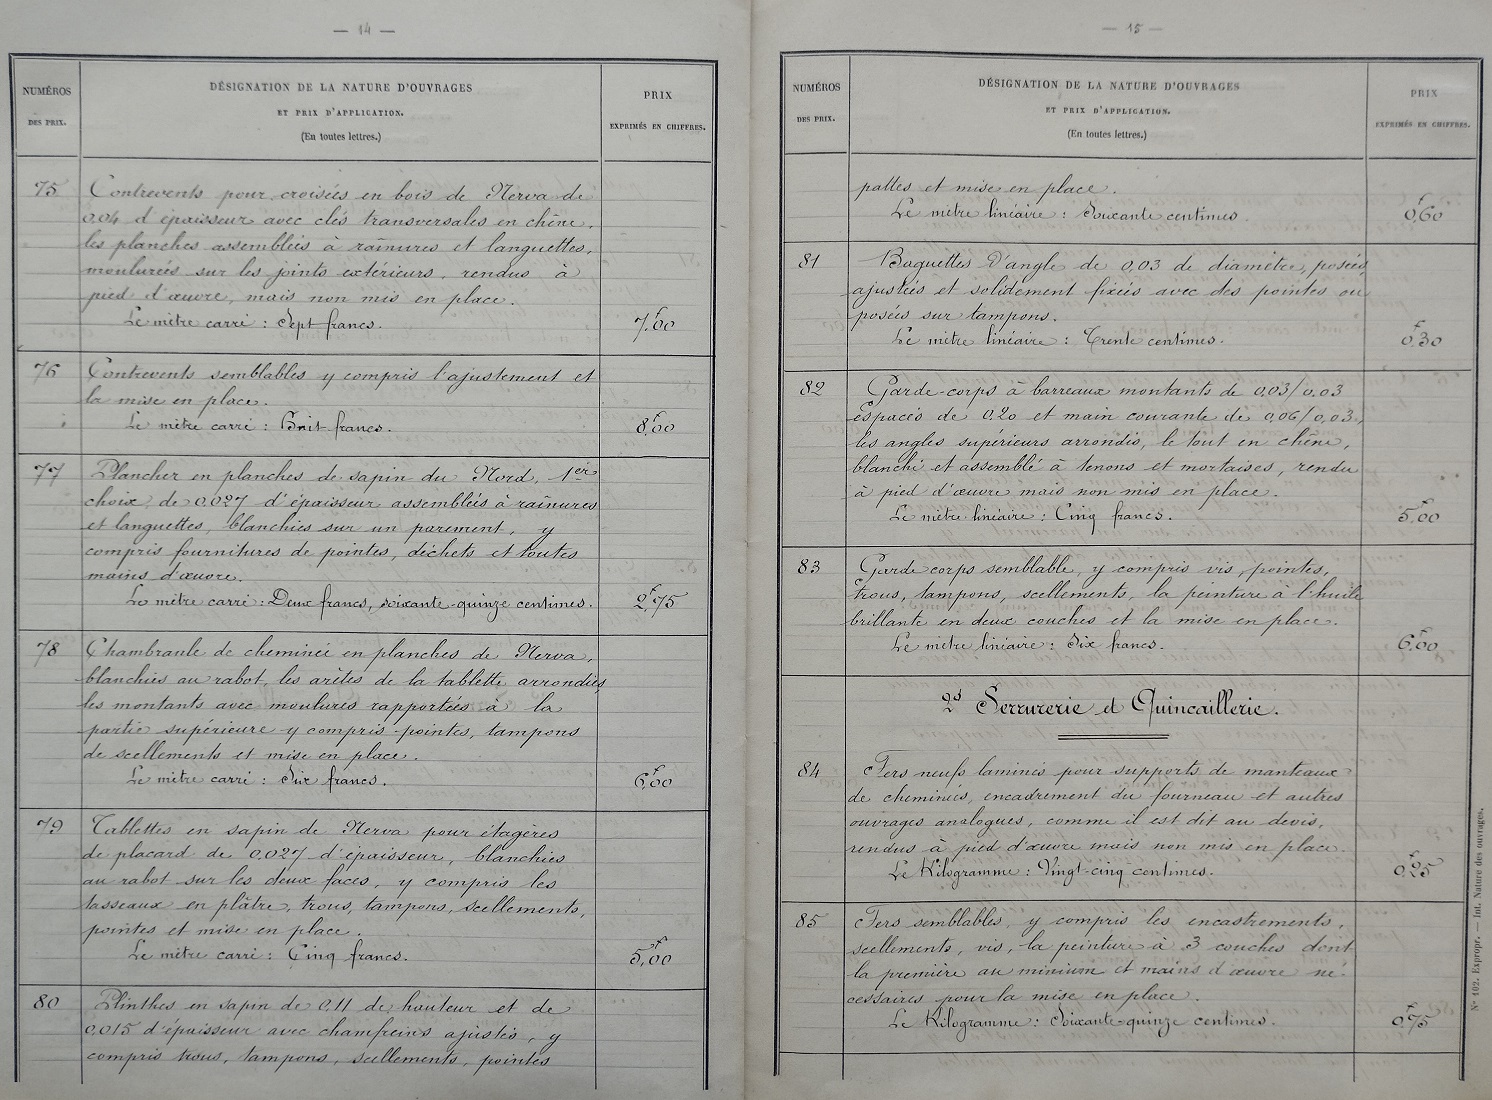 — 14 —
NUMÉROS
DES PRIX.
DÉSIGNATION DE LA NATURE D'OUVRAGES
ET PRIX D'APPLICATION.
(En toutes lettres.)
PRIX
EXPRIMÉS EN CHIFFRES.
75 Contrevents pour croisées en bois de Nerva de
0,04 d'épaisseur avec clés transversales en chêne,
les planches assemblées à rainures et languettes,
moulurées sur les joints extérieurs, rendus à
pied d'œuvre, mais non mis en place.
Le mètre carré : Sept francs. 7,f00
76 Contrevents semblables y compris l'ajustement et
la mise en place.
Le mètre carré : Huit francs. 8,f00
77 Plancher en planches de sapin du Nord, 1er
choix, de 0,027 d'épaisseur assemblées à rainures
et languettes, blanchies sur un parement, y
compris fournitures de pointes, déchets et toutes
mains d'œuvre.
Le mètre carré : Deux francs, soixante-quinze centimes. 2,f75
78 Chambranle de cheminée en planches de Nerva,
blanchies au rabot, les arêtes de la tablette arrondies,
les montants avec moulures rapportées à la
partie supérieure y compris pointes, tampons
de scellements et mise en place.
Le mètre carré : Six francs. 6,f00
79 Tablettes en sapin de Nerva pour étagères
de placard de 0,027 d'épaisseur, blanchies
au rabot sur les deux faces, y compris les
tasseaux en plâtre, trous, tampons, scellements,
pointes et mise en place.
Le mètre carré : Cinq francs. 5,f00
80 Plinthes en sapin de 0,11 de hauteur et de
0,015 d'épaisseur avec chamfreins ajustés, y
compris trous, tampons, scellements, pointes
— 15 —
NUMÉROS
DES PRIX.
DÉSIGNATION DE LA NATURE D'OUVRAGES
ET PRIX D'APPLICATION.
(En toutes lettres.)
PRIX
EXPRIMÉS EN CHIFFRES.
pattes et mise en place.
Le mètre linéaire : Soixante centimes 0,f60
81 Baguettes d'angle de 0,03 de diamètre, posées,
ajustées et solidement fixées avec des pointes ou
posées sur tampons.
Le mètre linéaire : Trente centimes. 0,f30
82 Garde-corps à barreaux montants de 0,03/0,03
espacés de 0,20 et main courante de 0,06/0,03,
les angles supérieurs arrondis, le tout en chêne,
blanchi et assemblé à tenons et mortaises, rendu
à pied d'œuvre mais non mis en place.
Le mètre linéaire : Cinq francs. 5,f00
83 Garde corps semblable, y compris vis, pointes,
trous, tampons, scellements, la peinture à l'huile
brillante en deux couches et la mise en place.
Le mètre linéaire : Six francs. 6,f00
2° Serrurerie et Quincaillerie.
84 Fers neufs laminés pour supports de manteaux
de cheminées, encadrement du fourneau et autres
ouvrages analogues, comme il est dit au devis,
rendus à pied d'œuvre mais non mis en place.
Le Kilogramme : Vingt-cinq centimes. 0,f25
85 Fers semblables, y compris les encastrements,
scellements, vis, la peinture à 3 couches dont
la première au minium et mains d'œuvre né-
cessaires pour la mise en place.
Le Kilogramme : Soixante-quinze centimes. 0,f75
N° 102. Expropr. — Int. Nature des ouvrages.